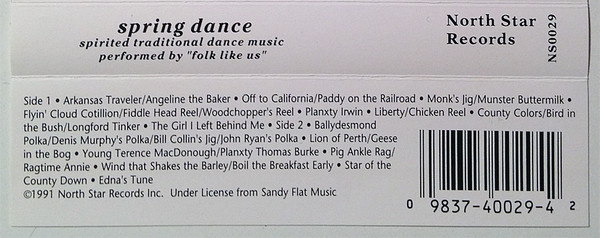 spring dance
spirited traditional dance music
performed by "folk like us"
North Star
Records
NS0029
Side 1 • Arkansas Traveler/Angeline the Baker • Off to California/Paddy on the Railroad • Monk's Jig/Munster Buttermilk •
Flyin' Cloud Cotillion/Fiddle Head Reel/Woodchopper's Reel • Planxty Irwin • Liberty/Chicken Reel • County Colors/Bird in
the Bush/Longford Tinker • The Girl I Left Behind Me • Side 2 • Ballydesmond
Polka/Denis Murphy's Polka/Bill Collin's Jig/John Ryan's Polka • Lion of Perth/Geese
in the Bog • Young Terence MacDonough/Planxty Thomas Burke • Pig Ankle Rag/
Ragtime Annie • Wind that Shakes the Barley/Boil the Breakfast Early • Star of the
County Down • Edna's Tune
©1991 North Star Records Inc. Under License from Sandy Flat Music
0 9837-40029-4 2